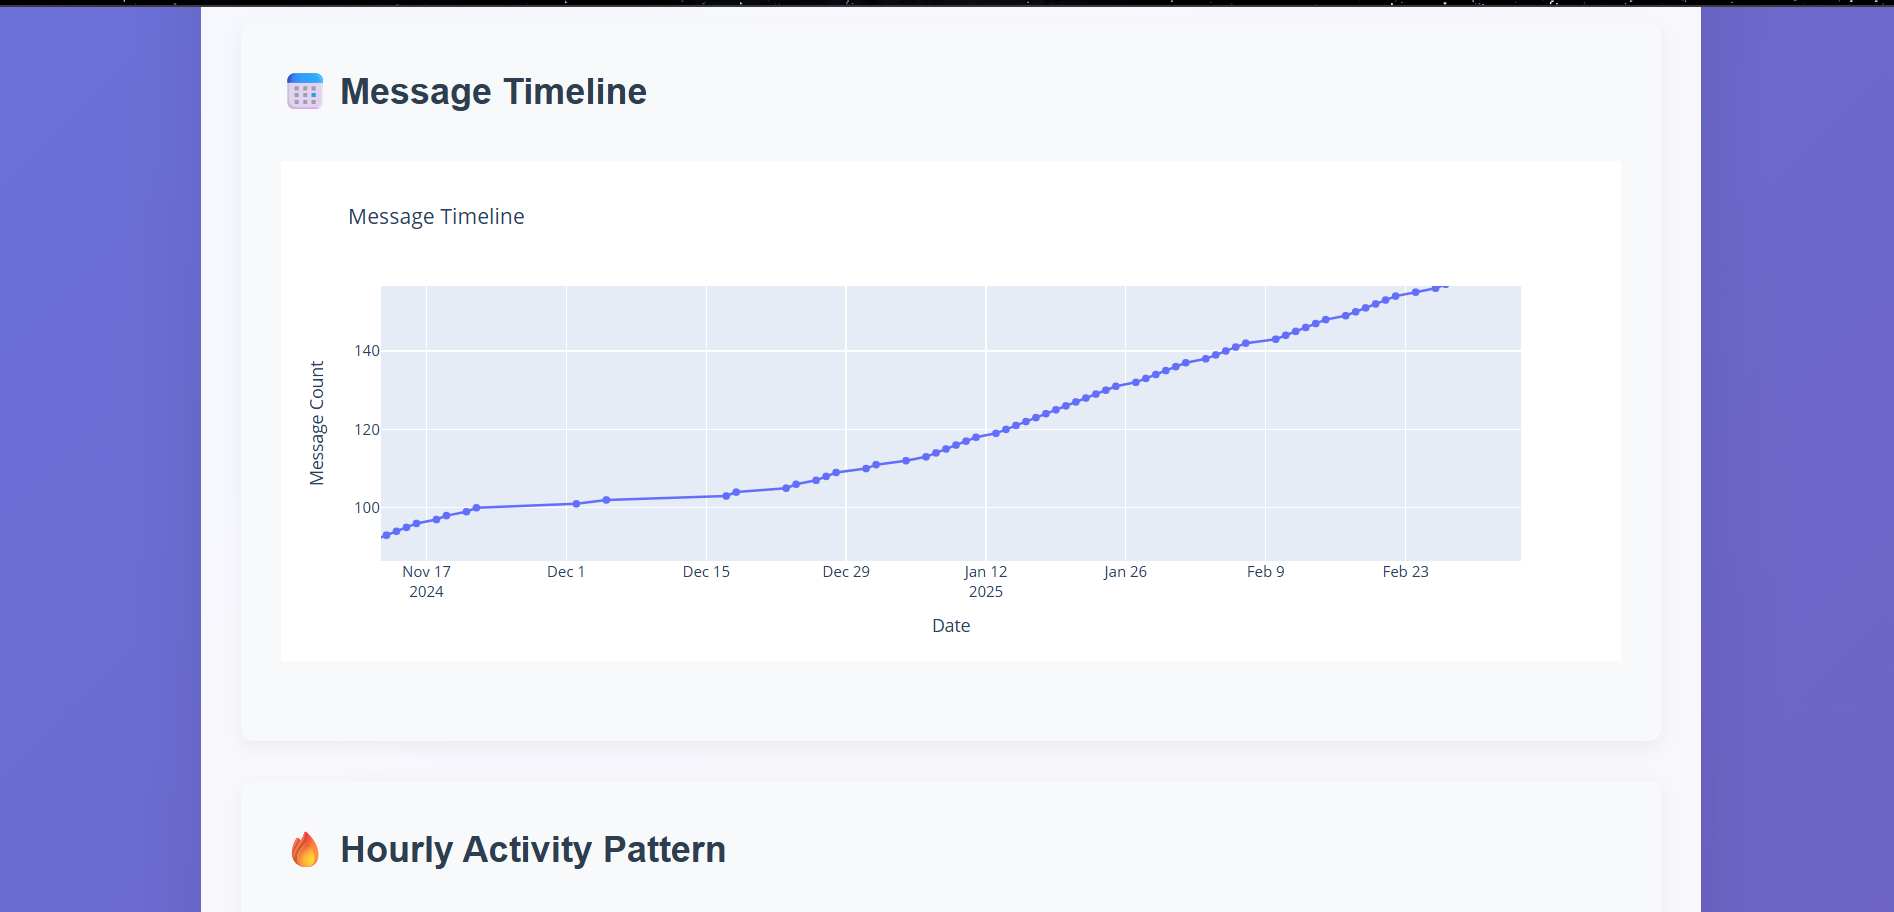 Message Timeline
Message Timeline
Message Count
140
120
100
Nov 17 Dec 1 Dec 15 Dec 29 Jan 12 Jan 26 Feb 9 Feb 23
2024 2025
Date
Hourly Activity Pattern